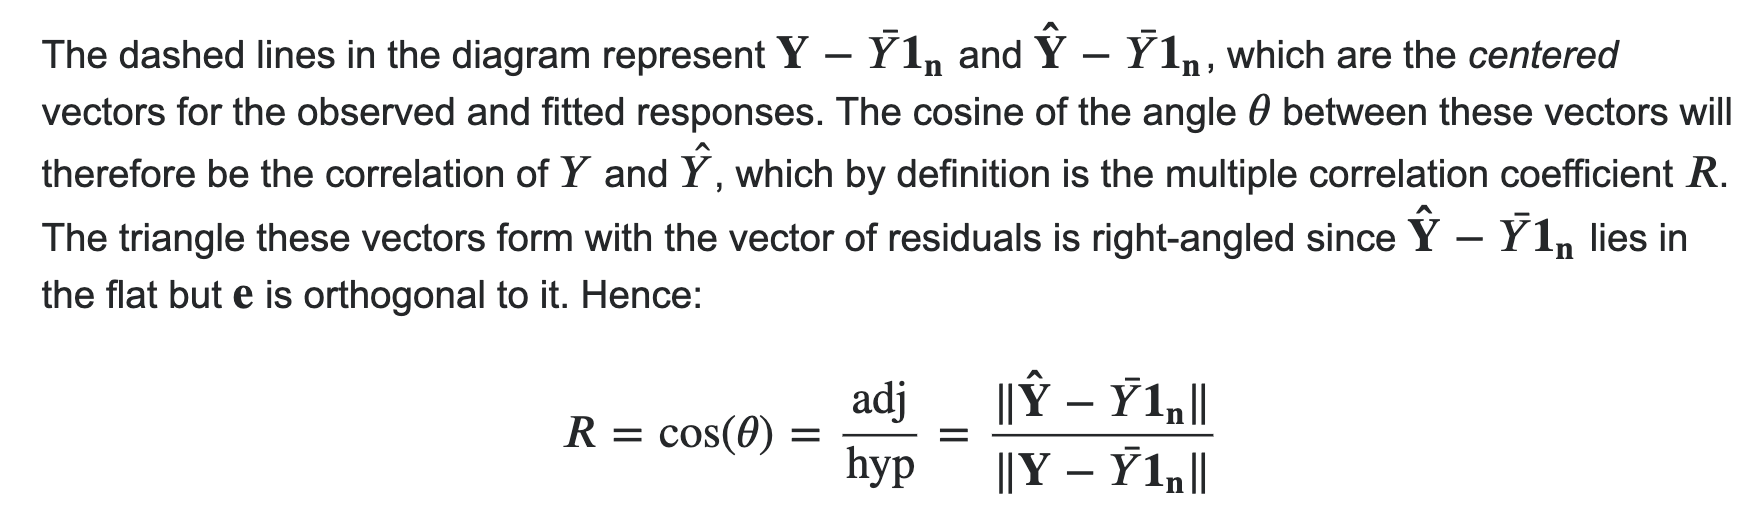 The dashed lines in the diagram represent 𝐘 − Ȳ𝟏ₙ and 𝐘̂ − Ȳ𝟏ₙ, which are the centered
vectors for the observed and fitted responses. The cosine of the angle θ between these vectors will
therefore be the correlation of Y and Ŷ, which by definition is the multiple correlation coefficient R.
The triangle these vectors form with the vector of residuals is right-angled since 𝐘̂ − Ȳ𝟏ₙ lies in
the flat but 𝐞 is orthogonal to it. Hence:
R = cos(θ) = adj/hyp = ‖𝐘̂ − Ȳ𝟏ₙ‖/‖𝐘 − Ȳ𝟏ₙ‖